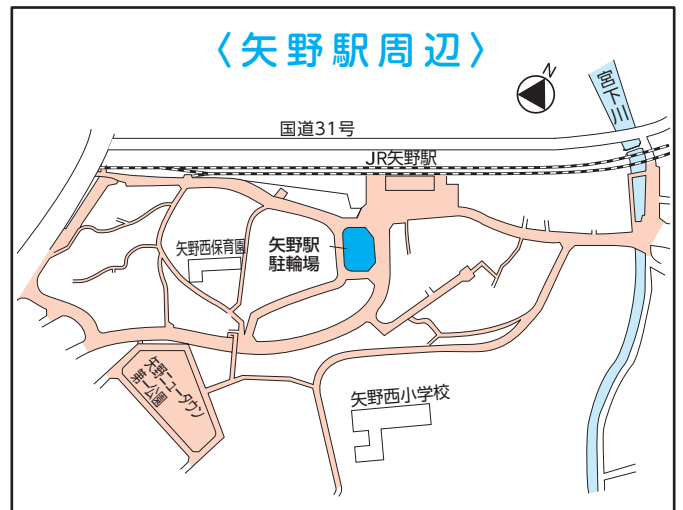 〈矢野駅周辺〉
N
宮下川
国道31号
JR矢野駅
矢野西保育園
矢野駅
駐輪場
矢野ニュータウン
第一公園
矢野西小学校